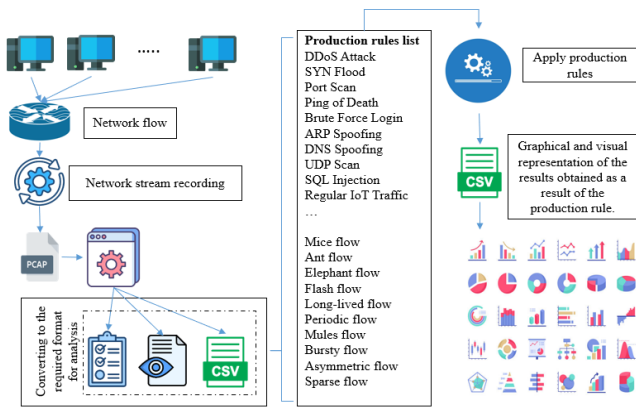 .....
Network flow
Network stream recording
PCAP
Converting to the
required format
for analysis
CSV
Production rules list
DDoS Attack
SYN Flood
Port Scan
Ping of Death
Brute Force Login
ARP Spoofing
DNS Spoofing
UDP Scan
SQL Injection
Regular IoT Traffic
…
Mice flow
Ant flow
Elephant flow
Flash flow
Long-lived flow
Periodic flow
Mules flow
Bursty flow
Asymmetric flow
Sparse flow
Apply production
rules
CSV
Graphical and visual
representation of the
results obtained as a
result of the
production rule.